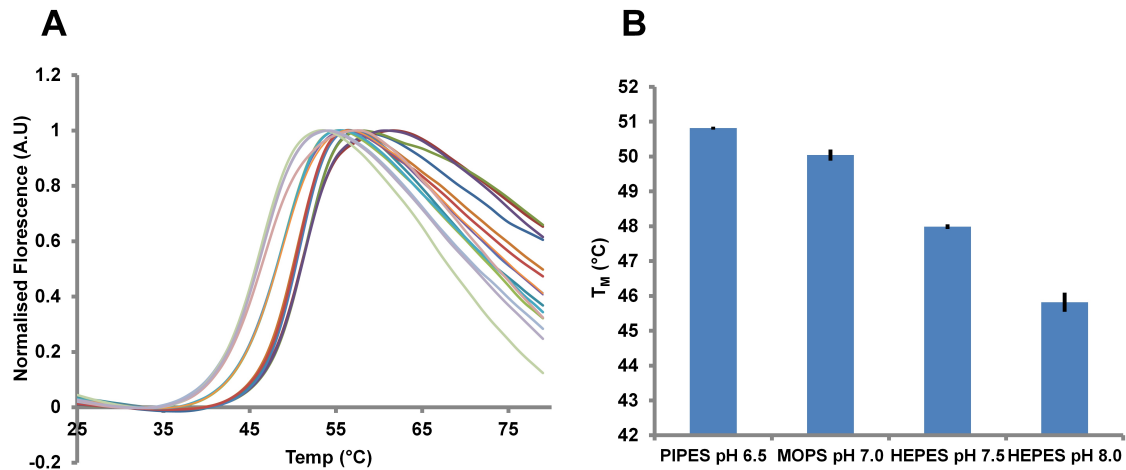 A
B
Normalised Florescence (A.U)
1.2
1
0.8
0.6
0.4
0.2
0
-0.2
25
35
45
55
65
75
Temp (°C)
T_M (°C)
52
51
50
49
48
47
46
45
44
43
42
PIPES pH 6.5
MOPS pH 7.0
HEPES pH 7.5
HEPES pH 8.0